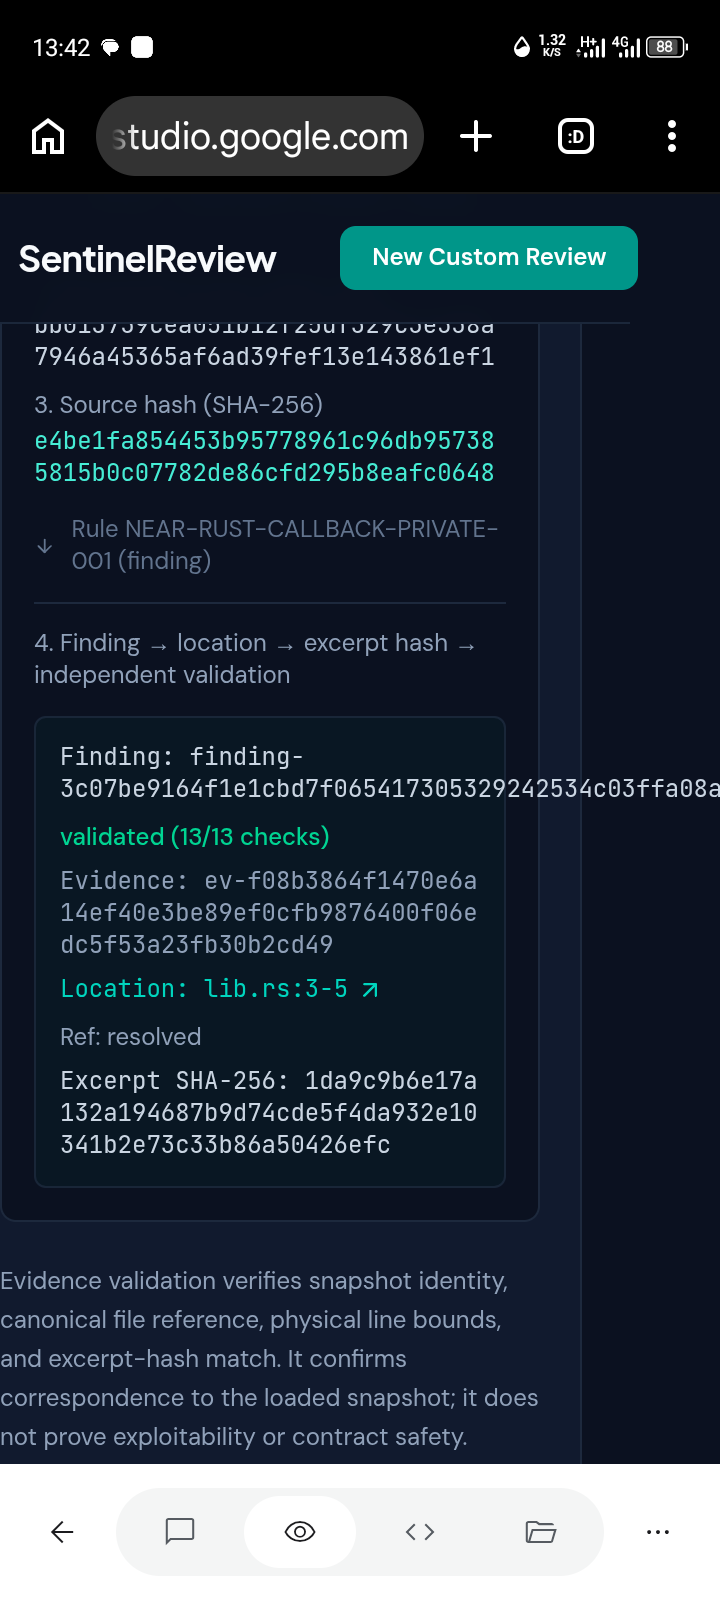 13:42
1.32
K/S
H+
4G
88
studio.google.com
:D
SentinelReview
New Custom Review
bb013739cea051b12f25df329c3e338a
7946a45365af6ad39fef13e143861ef1
3. Source hash (SHA-256)
e4be1fa854453b95778961c96db95738
5815b0c07782de86cfd295b8eafc0648
↓ Rule NEAR-RUST-CALLBACK-PRIVATE-
001 (finding)
4. Finding → location → excerpt hash →
independent validation
Finding: finding-
3c07be9164f1e1cbd7f065417305329242534c03ffa08a
validated (13/13 checks)
Evidence: ev-f08b3864f1470e6a
14ef40e3be89ef0cfb9876400f06e
dc5f53a23fb30b2cd49
Location: lib.rs:3-5 ↗
Ref: resolved
Excerpt SHA-256: 1da9c9b6e17a
132a194687b9d74cde5f4da932e10
341b2e73c33b86a50426efc
Evidence validation verifies snapshot identity,
canonical file reference, physical line bounds,
and excerpt-hash match. It confirms
correspondence to the loaded snapshot; it does
not prove exploitability or contract safety.